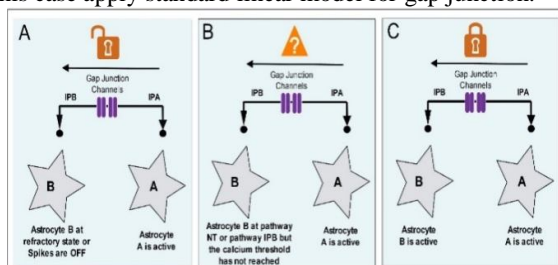 this case apply standard linear model for gap junction.
A
Gap Junction
Channels
IPB
IPA
B
A
Astrocyte B at
refractory state or
Spikes are OFF
Astrocyte
A is active
B
?
Gap Junction
Channels
IPB
IPA
B
A
Astrocyte B at pathway
NT or pathway IPB but
the calcium threshold
has not reached
Astrocyte
A is active
C
Gap Junction
Channels
IPB
IPA
B
A
Astrocyte
B is active
Astrocyte
A is active